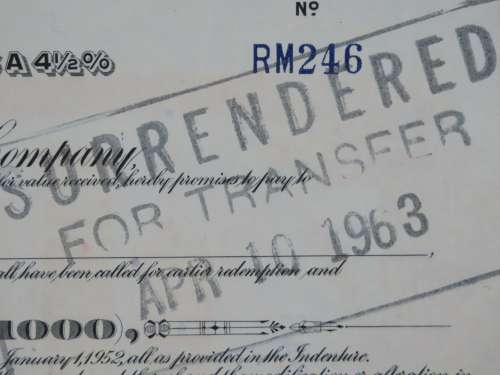 No
A 4½%
RM246
Company,
SURRENDERED
for value received, hereby promises to pay to
FOR TRANSFER
APR 10 1963
all have been called for earlier redemption and
1000),
January 1, 1952, all as provided in the Indenture.